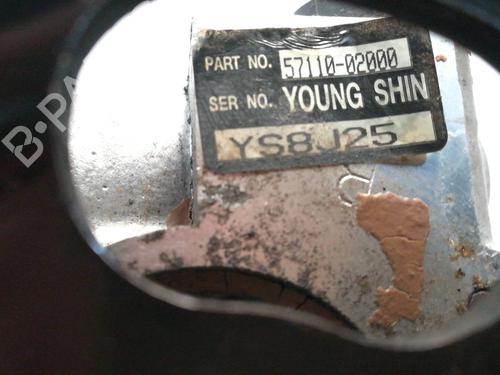 PART NO. 57110-02000
SER NO. YOUNG SHIN
YS8J25